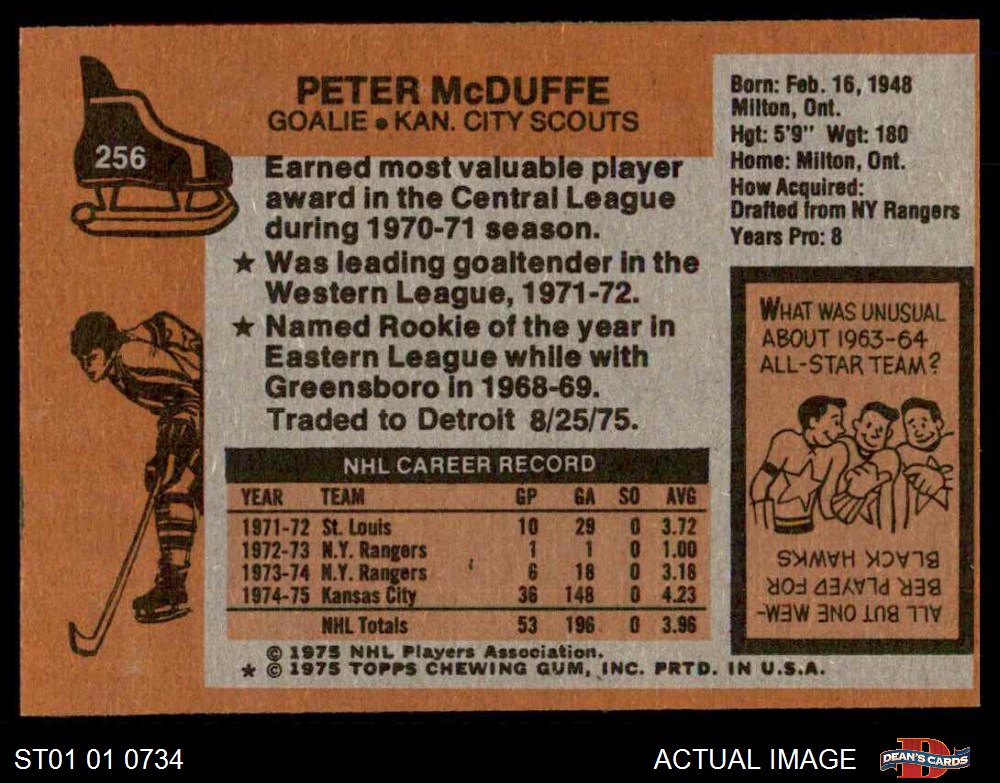 256
PETER McDUFFE
GOALIE • KAN. CITY SCOUTS
Earned most valuable player
award in the Central League
during 1970-71 season.
★ Was leading goaltender in the
Western League, 1971-72.
★ Named Rookie of the year in
Eastern League while with
Greensboro in 1968-69.
Traded to Detroit 8/25/75.
NHL CAREER RECORD
YEAR TEAM GP GA SO AVG
1971-72 St. Louis 10 29 0 3.72
1972-73 N.Y. Rangers 1 1 0 1.00
1973-74 N.Y. Rangers 6 18 0 3.18
1974-75 Kansas City 36 148 0 4.23
NHL Totals 53 196 0 3.96
© 1975 NHL Players Association.
★ © 1975 TOPPS CHEWING GUM, INC. PRTD. IN U.S.A.
Born: Feb. 16, 1948
Milton, Ont.
Hgt: 5'9" Wgt: 180
Home: Milton, Ont.
How Acquired:
Drafted from NY Rangers
Years Pro: 8
WHAT WAS UNUSUAL
ABOUT 1963-64
ALL-STAR TEAM?
ALL BUT ONE MEM-
BER PLAYED FOR
BLACK HAWKS
ST01 01 0734
ACTUAL IMAGE
D
DEAN'S CARDS